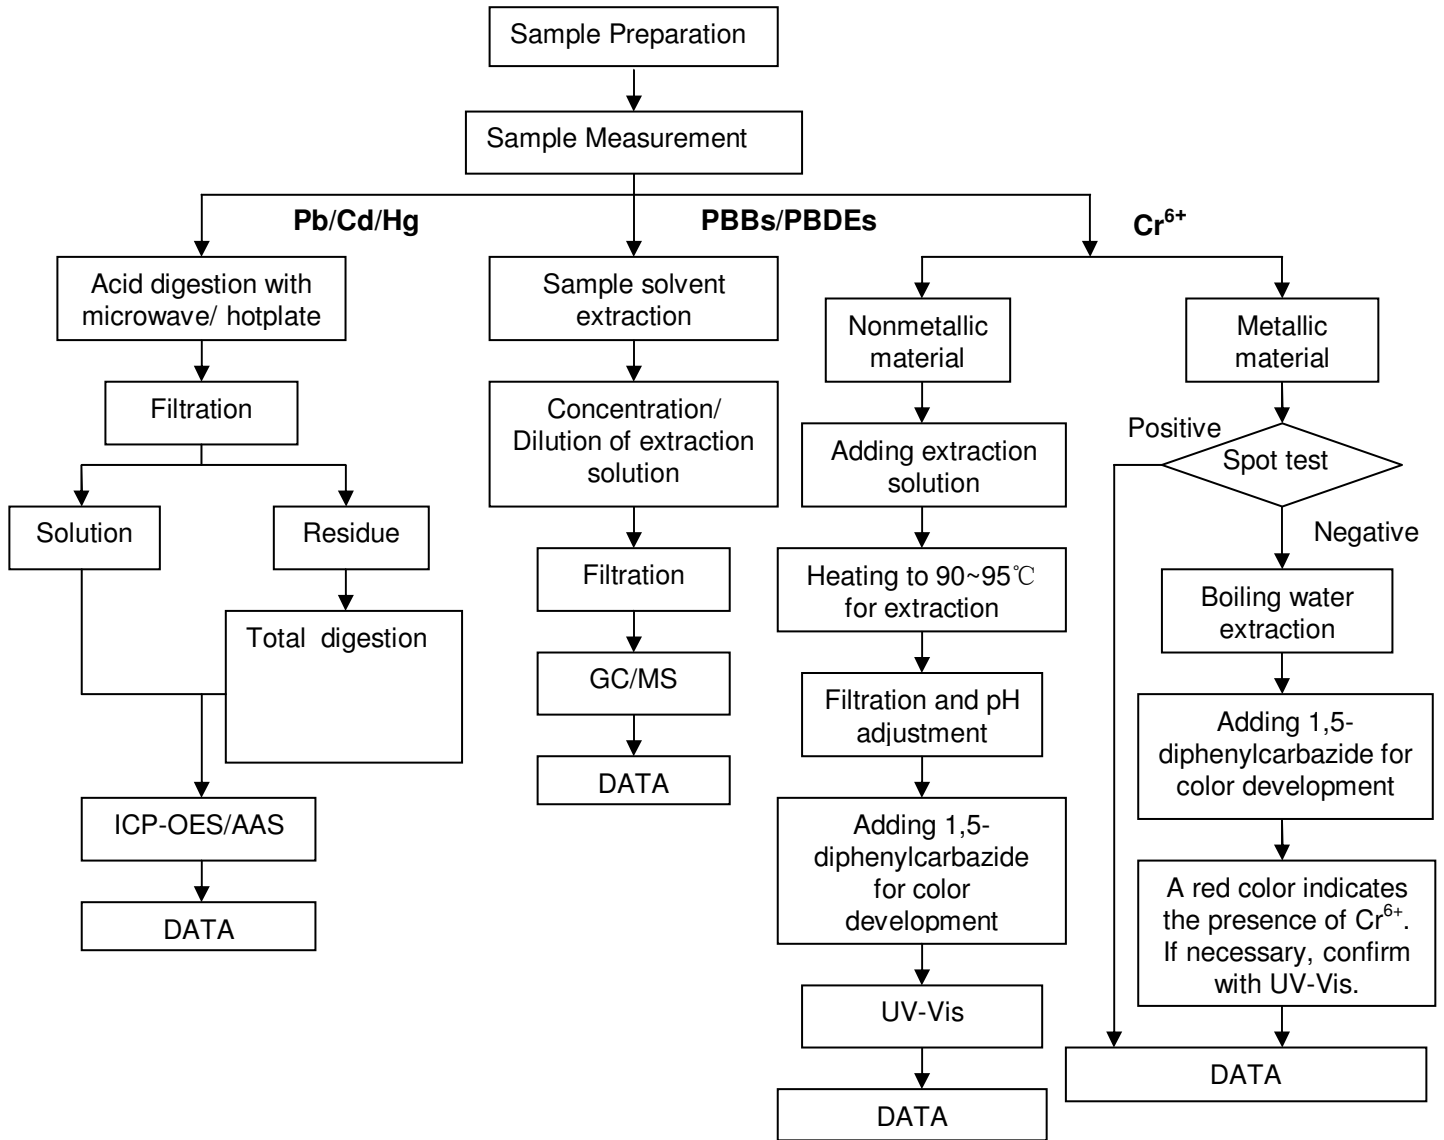 Sample Preparation
Sample Measurement
Pb/Cd/Hg
PBBs/PBDEs
Cr⁶⁺
Acid digestion with
microwave/ hotplate
Filtration
Solution
Residue
Total  digestion
ICP-OES/AAS
DATA
Sample solvent
extraction
Concentration/
Dilution of extraction
solution
Filtration
GC/MS
DATA
Nonmetallic
material
Adding extraction
solution
Heating to 90~95℃
for extraction
Filtration and pH
adjustment
Adding 1,5-
diphenylcarbazide
for color
development
UV-Vis
DATA
Metallic
material
Positive
Spot test
Negative
Boiling water
extraction
Adding 1,5-
diphenylcarbazide for
color development
A red color indicates
the presence of Cr⁶⁺.
If necessary, confirm
with UV-Vis.
DATA